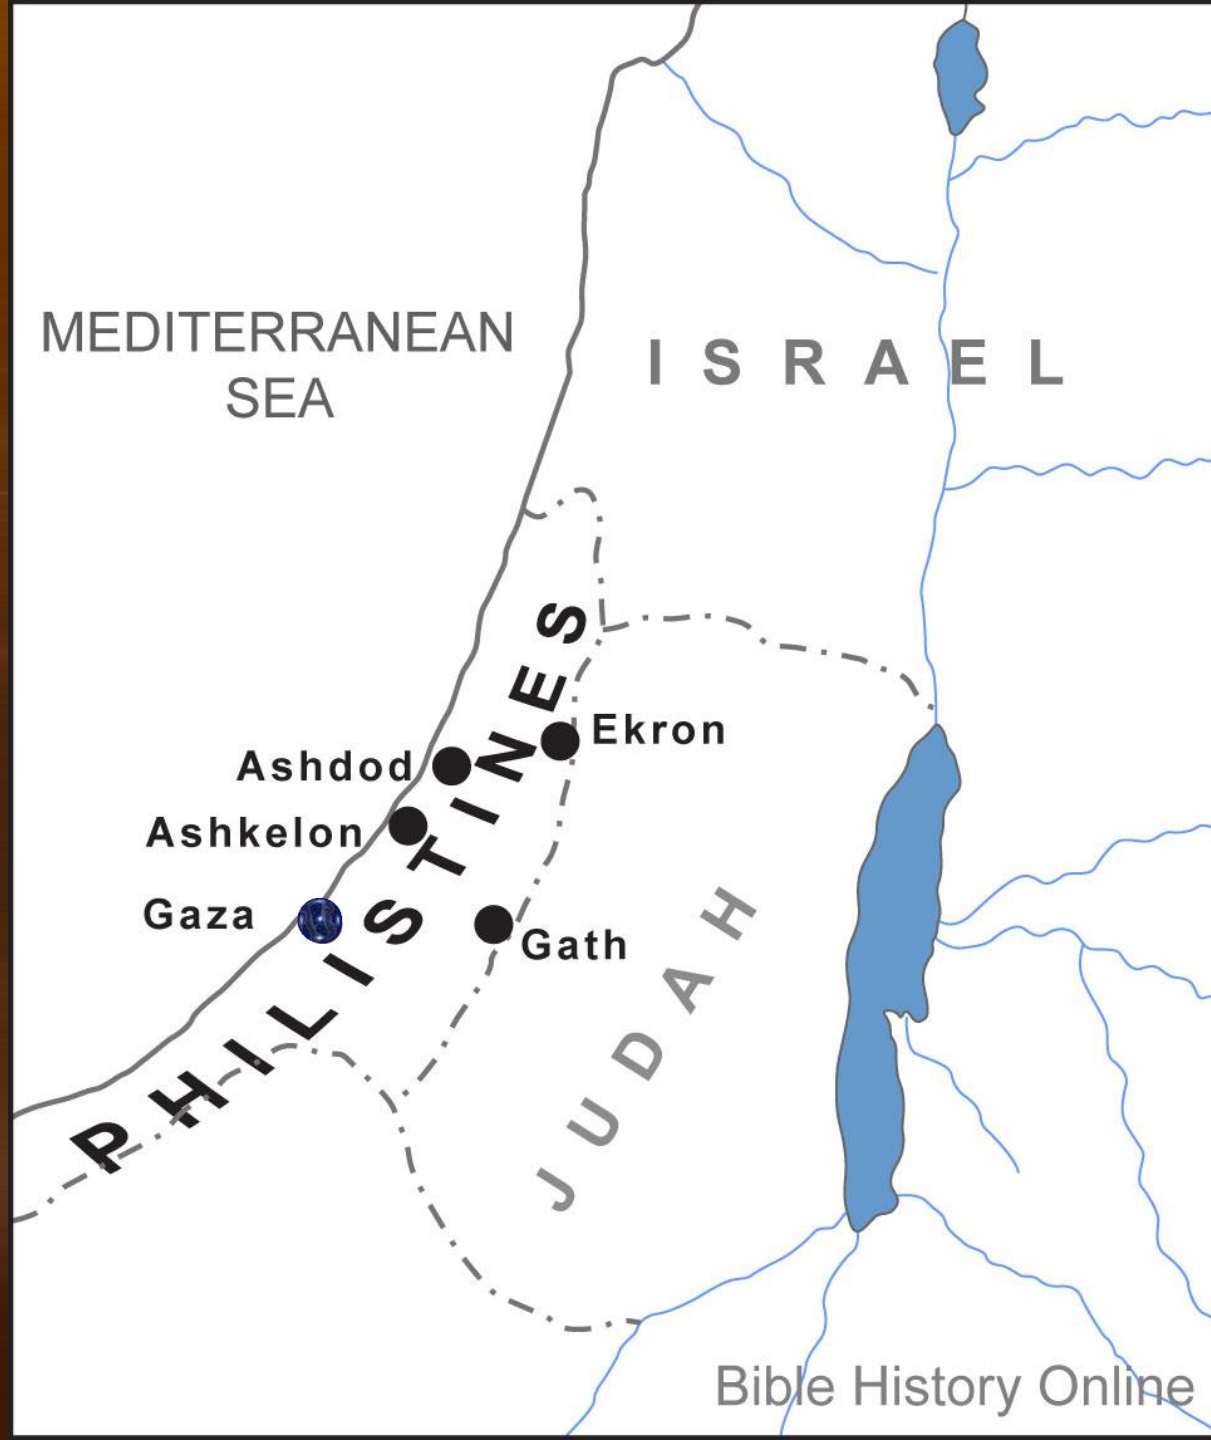 MEDITERRANEAN
SEA
ISRAEL
PHILISTINES
Ekron
Ashdod
Ashkelon
Gaza
Gath
JUDAH
Bible History Online